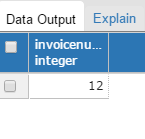 Data Output Explain
invoicenu...
integer
12